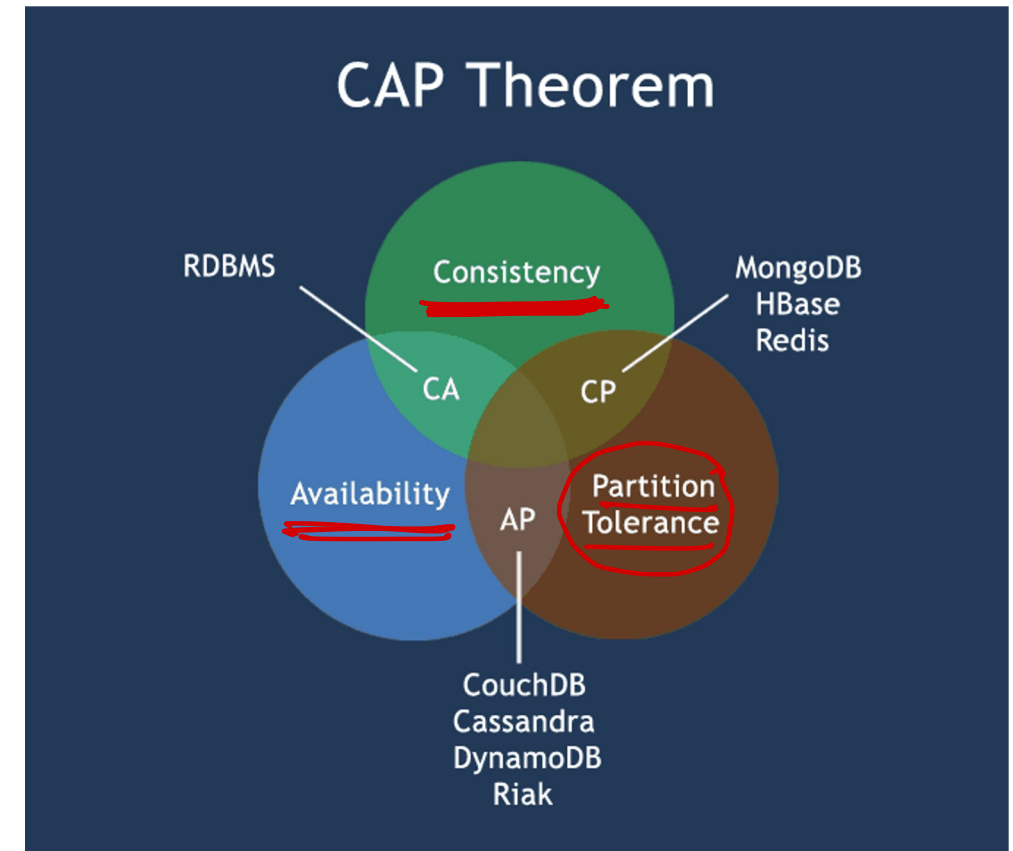 CAP Theorem
RDBMS
Consistency
MongoDB
HBase
Redis
CA
CP
Availability
AP
Partition
Tolerance
CouchDB
Cassandra
DynamoDB
Riak